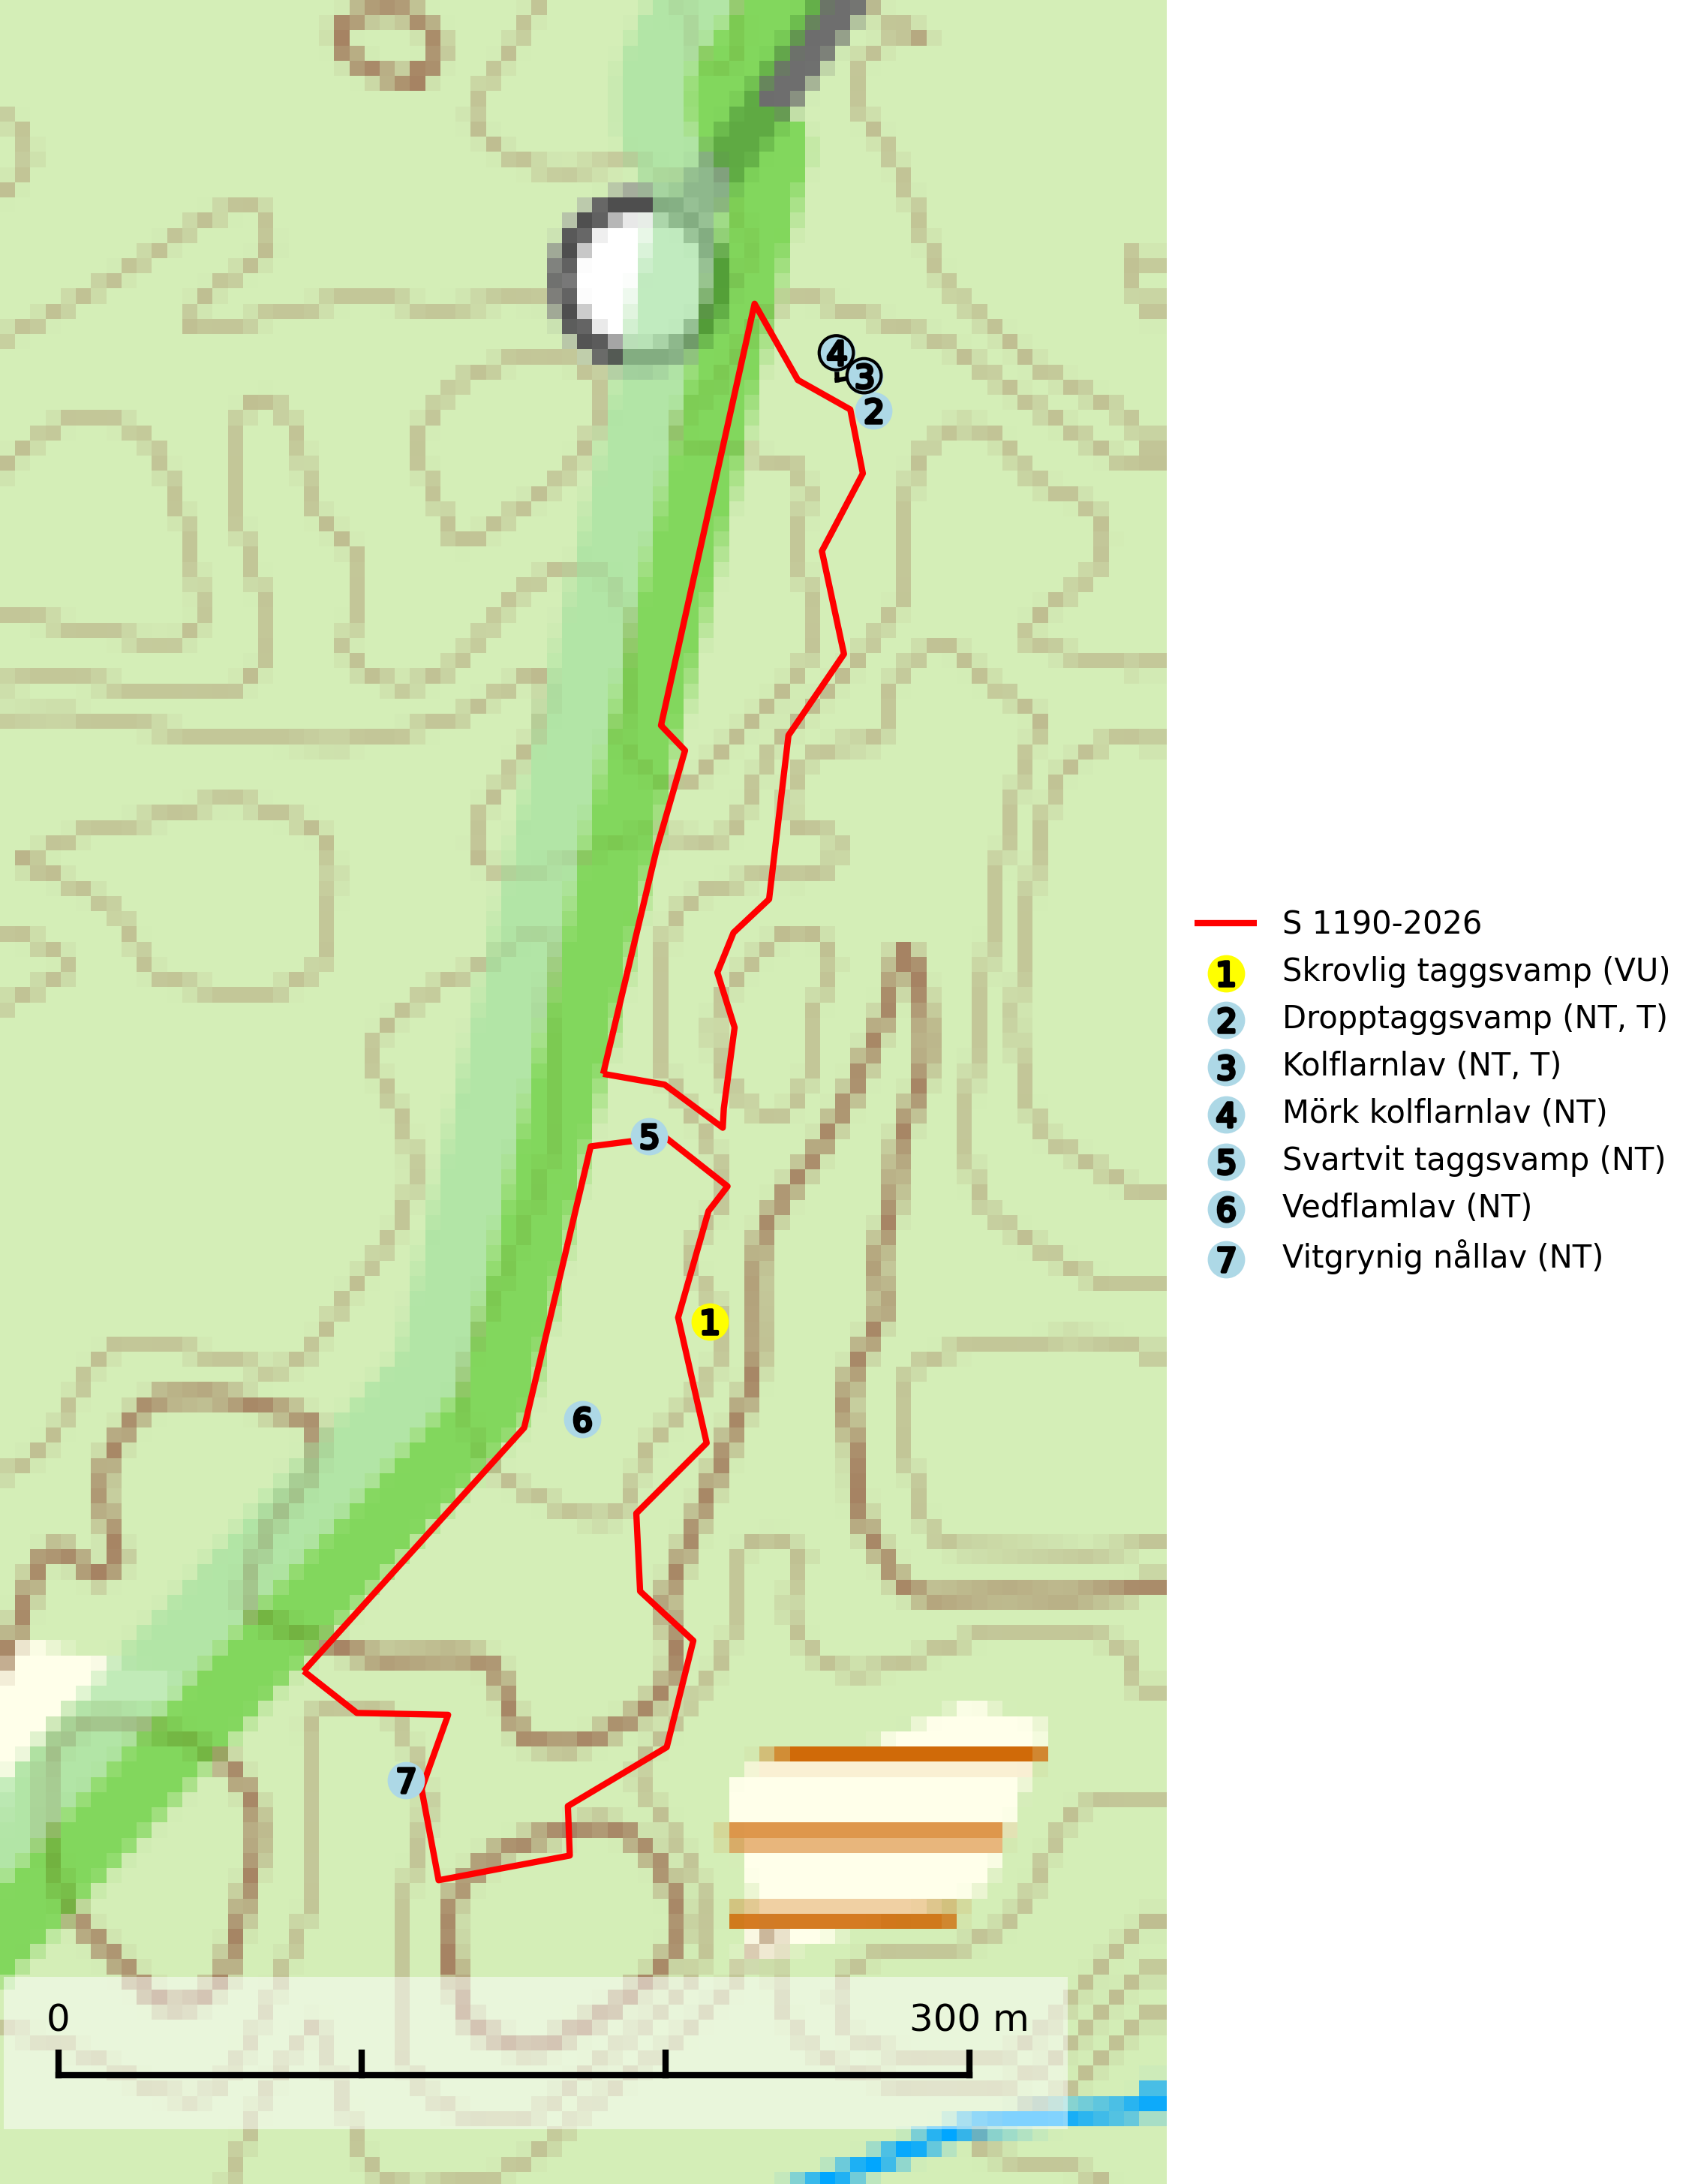 4
3
2
5
1
6
7
0 300 m
S 1190-2026
1 Skrovlig taggsvamp (VU)
2 Dropptaggsvamp (NT, T)
3 Kolflarnlav (NT, T)
4 Mörk kolflarnlav (NT)
5 Svartvit taggsvamp (NT)
6 Vedflamlav (NT)
7 Vitgrynig nållav (NT)